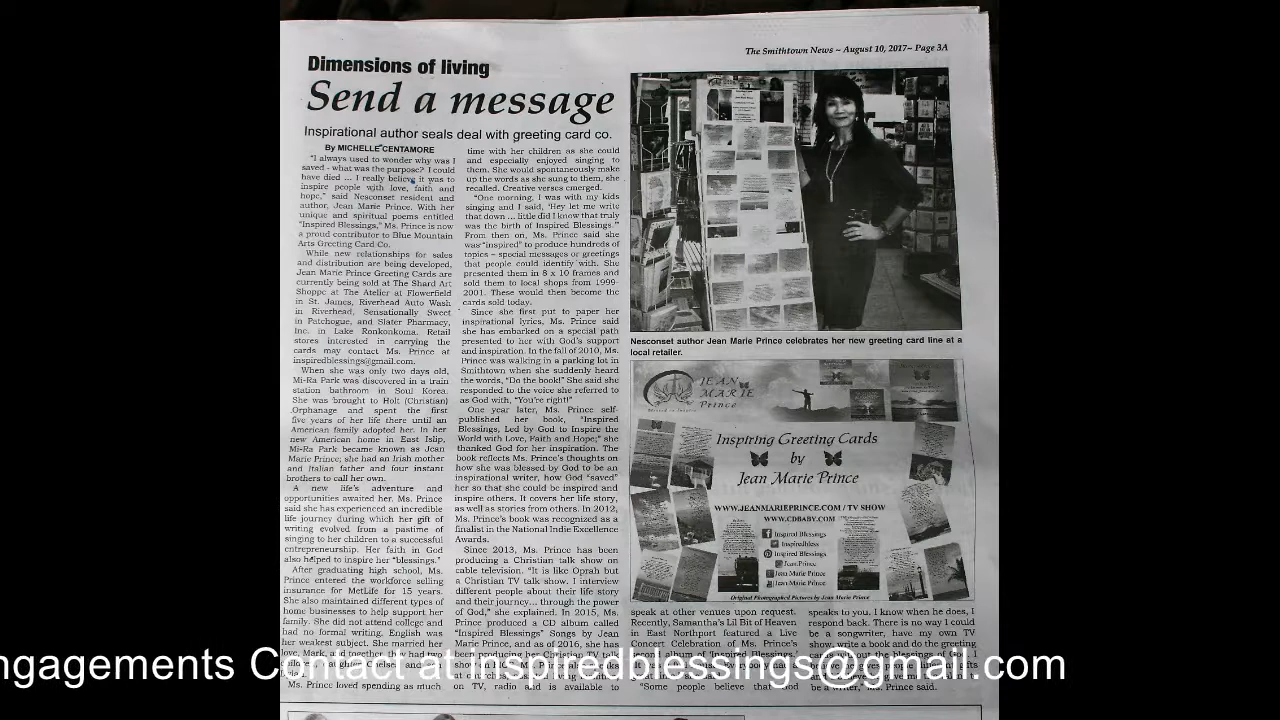 The Smithtown News ~ August 10, 2017~ Page 3A
Dimensions of living
Send a message
Inspirational author seals deal with greeting card co.
By MICHELLE CENTAMORE
"I always used to wonder why was I
saved - what was the purpose? I could
have died ... I really believe it was to
inspire people with love, faith and
hope," said Nesconset resident and
author, Jean Marie Prince. With her
unique and spiritual poems entitled
"Inspired Blessings," Ms. Prince is now
a proud contributor to Blue Mountain
Arts Greeting Card Co.
While new relationships for sales
and distribution are being developed,
Jean Marie Prince Greeting Cards are
currently being sold at The Shard Art
Shoppe at The Atelier at Flowerfield
in St. James, Riverhead Auto Wash
in Riverhead, Sensationally Sweet
in Patchogue, and Slater Pharmacy,
Inc. in Lake Ronkonkoma. Retail
stores interested in carrying the
cards may contact Ms. Prince at
inspiredblessings@gmail.com.
When she was only two days old,
Mi-Ra Park was discovered in a train
station bathroom in Soul Korea.
She was brought to Holt (Christian)
Orphanage and spent the first
five years of her life there until an
American family adopted her. In her
new American home in East Islip,
Mi-Ra Park became known as Jean
Marie Prince; she had an Irish mother
and Italian father and four instant
brothers to call her own.
A new life's adventure and
opportunities awaited her. Ms. Prince
said she has experienced an incredible
life journey during which her gift of
writing evolved from a pastime of
singing to her children to a successful
entrepreneurship. Her faith in God
also helped to inspire her "blessings."
After graduating high school, Ms.
Prince entered the workforce selling
insurance for MetLife for 15 years.
She also maintained different types of
home businesses to help support her
family. She did not attend college and
had no formal writing. English was
her weakest subject. She married her
love, Mark, and together they had two
Ms. Prince loved spending as much
time with her children as she could
and especially enjoyed singing to
them. She would spontaneously make
up the words as she sung to them, she
recalled. Creative verses emerged.
"One morning, I was with my kids
singing and I said, 'Hey let me write
that down ... little did I know that truly
was the birth of Inspired Blessings.'"
From then on, Ms. Prince said she
was "inspired" to produce hundreds of
topics – special messages or greetings
that people could identify with. She
presented them in 8 x 10 frames and
sold them to local shops from 1999-
2001. These would then become the
cards sold today.
Since she first put to paper her
inspirational lyrics, Ms. Prince said
she has embarked on a special path
presented to her with God's support
and inspiration. In the fall of 2010, Ms.
Prince was walking in a parking lot in
Smithtown when she suddenly heard
the words, "Do the book!" She said she
responded to the voice she referred to
as God with, "You're right!"
One year later, Ms. Prince self-
published her book, "Inspired
Blessings, Led by God to Inspire the
World with Love, Faith and Hope;" she
thanked God for her inspiration. The
book reflects Ms. Prince's thoughts on
how she was blessed by God to be an
inspirational writer, how God "saved"
her so that she could be inspired and
inspire others. It covers her life story,
as well as stories from others. In 2012,
Ms. Prince's book was recognized as a
finalist in the National Indie Excellence
Awards.
Since 2013, Ms. Prince has been
producing a Christian talk show on
cable television. "It is like Oprah but
a Christian TV talk show. I interview
different people about their life story
and their journey... through the power
of God," she explained. In 2015, Ms.
Prince produced a CD album called
"Inspired Blessings" Songs by Jean
Marie Prince, and as of 2016, she has
been producing her Christian TV talk
on TV, radio and is available to
Nesconset author Jean Marie Prince celebrates her new greeting card line at a
local retailer.
JEAN
MARIE
Prince
Inspiring Greeting Cards
by
Jean Marie Prince
WWW.JEANMARIEPRINCE.COM / TV SHOW
WWW.CDBABY.COM
Inspired Blessings
Inspiredbless
Inspired Blessings
Jean Prince
Jean Marie Prince
Jean Marie Prince
Original Photographed Pictures by Jean Marie Prince
speak at other venues upon request.
Recently, Samantha's Lil Bit of Heaven
in East Northport featured a Live
Concert Celebration of Ms. Prince's
second album of "Inspired Blessings."
"Some people believe that God
speaks to you. I know when he does, I
respond back. There is no way I could
be a songwriter, have my own TV
show, write a book and do the greeting
cards without the blessings of God. I
be a writer," Ms. Prince said.
ngagements Contact at Inspiredblessings@gmail.com